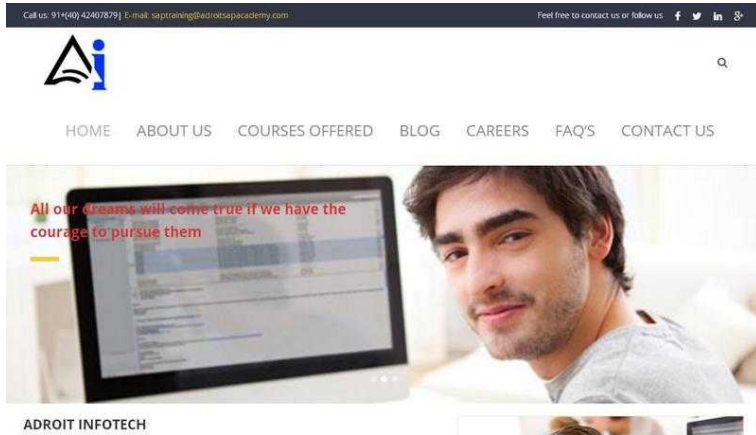 Call us: 91+(40) 42407879| E-mail: saptraining@adroitsapacademy.com
Feel free to contact us or follow us
Ai
HOME ABOUT US COURSES OFFERED BLOG CAREERS FAQ'S CONTACT US
All our dreams will come true if we have the
courage to pursue them
ADROIT INFOTECH